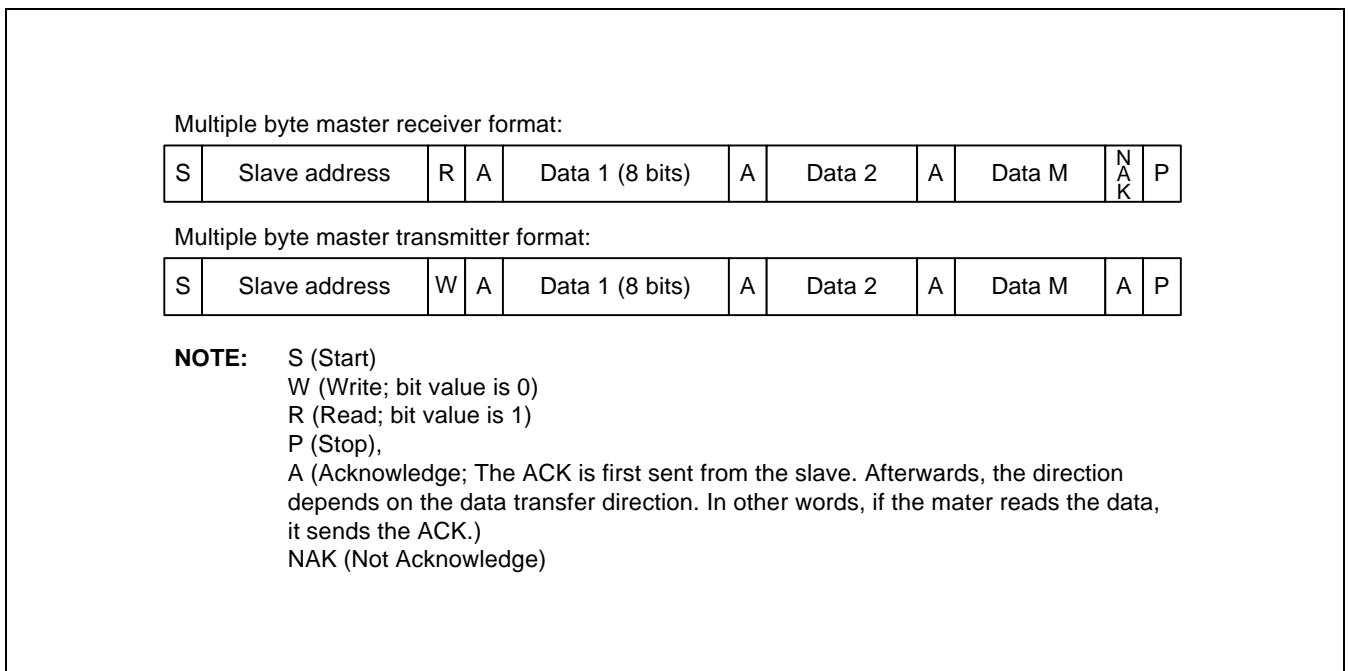 Multiple byte master receiver format:
S Slave address R A Data 1 (8 bits) A Data 2 A Data M NAK P
Multiple byte master transmitter format:
S Slave address W A Data 1 (8 bits) A Data 2 A Data M A P
NOTE: S (Start)
W (Write; bit value is 0)
R (Read; bit value is 1)
P (Stop),
A (Acknowledge; The ACK is first sent from the slave. Afterwards, the direction
depends on the data transfer direction. In other words, if the mater reads the data,
it sends the ACK.)
NAK (Not Acknowledge)